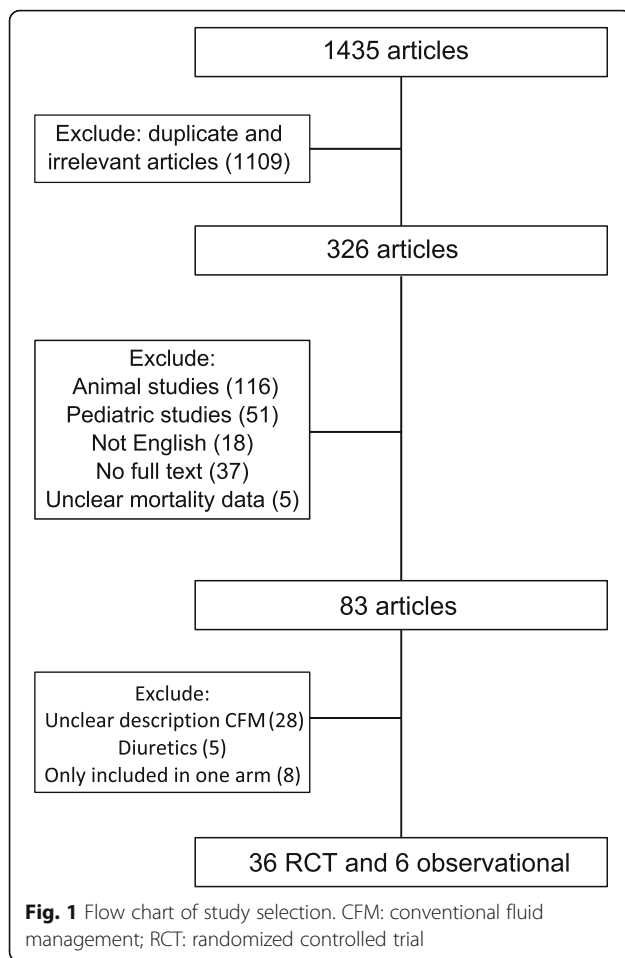 1435 articles
Exclude: duplicate and
irrelevant articles (1109)
326 articles
Exclude:
Animal studies (116)
Pediatric studies (51)
Not English (18)
No full text (37)
Unclear mortality data (5)
83 articles
Exclude:
Unclear description CFM (28)
Diuretics (5)
Only included in one arm (8)
36 RCT and 6 observational
Fig. 1 Flow chart of study selection. CFM: conventional fluid
management; RCT: randomized controlled trial